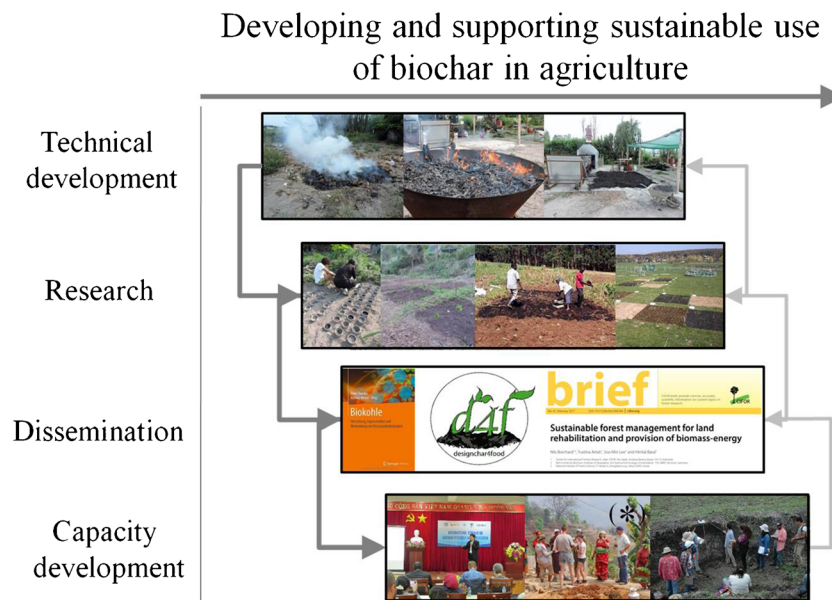 Developing and supporting sustainable use
of biochar in agriculture
Technical
development
Research
Dissemination
Biokohle
d4f
designchar4food
brief
CIFOR
Sustainable forest management for land
rehabilitation and provision of biomass-energy
Capacity
development
(*)